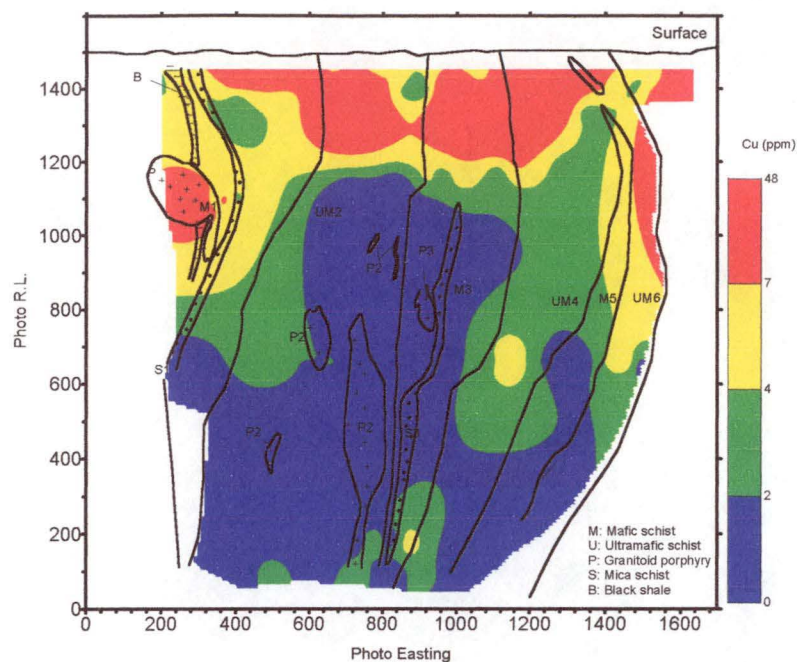 Surface
1400
1200
1000
800
600
400
200
0
Photo R.L.
B
P
M1
UM2
P2
P3
M3
UM4
M5
UM6
P2
S1
P2
P2
Cu (ppm)
48
7
4
2
0
M: Mafic schist
U: Ultramafic schist
P: Granitoid porphyry
S: Mica schist
B: Black shale
0 200 400 600 800 1000 1200 1400 1600
Photo Easting